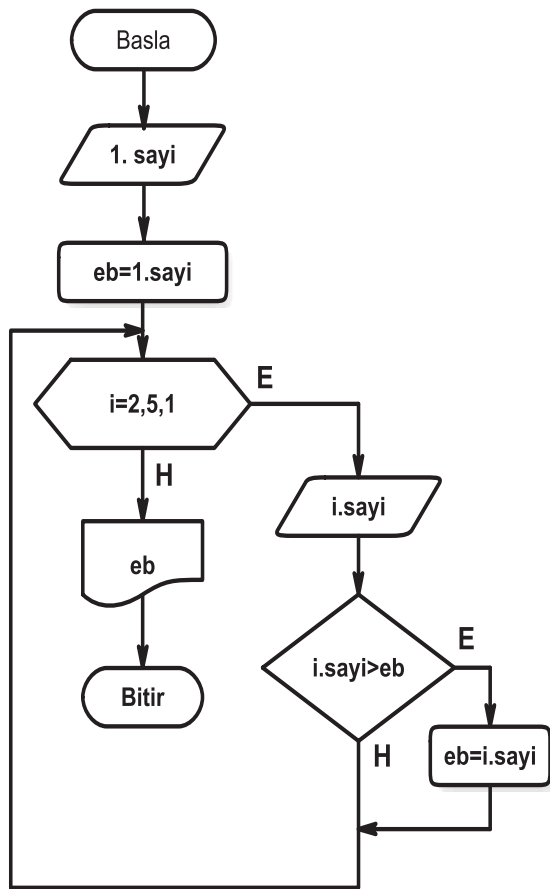 Basla
1. sayi
eb=1.sayi
i=2,5,1
E
H
i.sayi
eb
i.sayi>eb
E
Bitir
H
eb=i.sayi